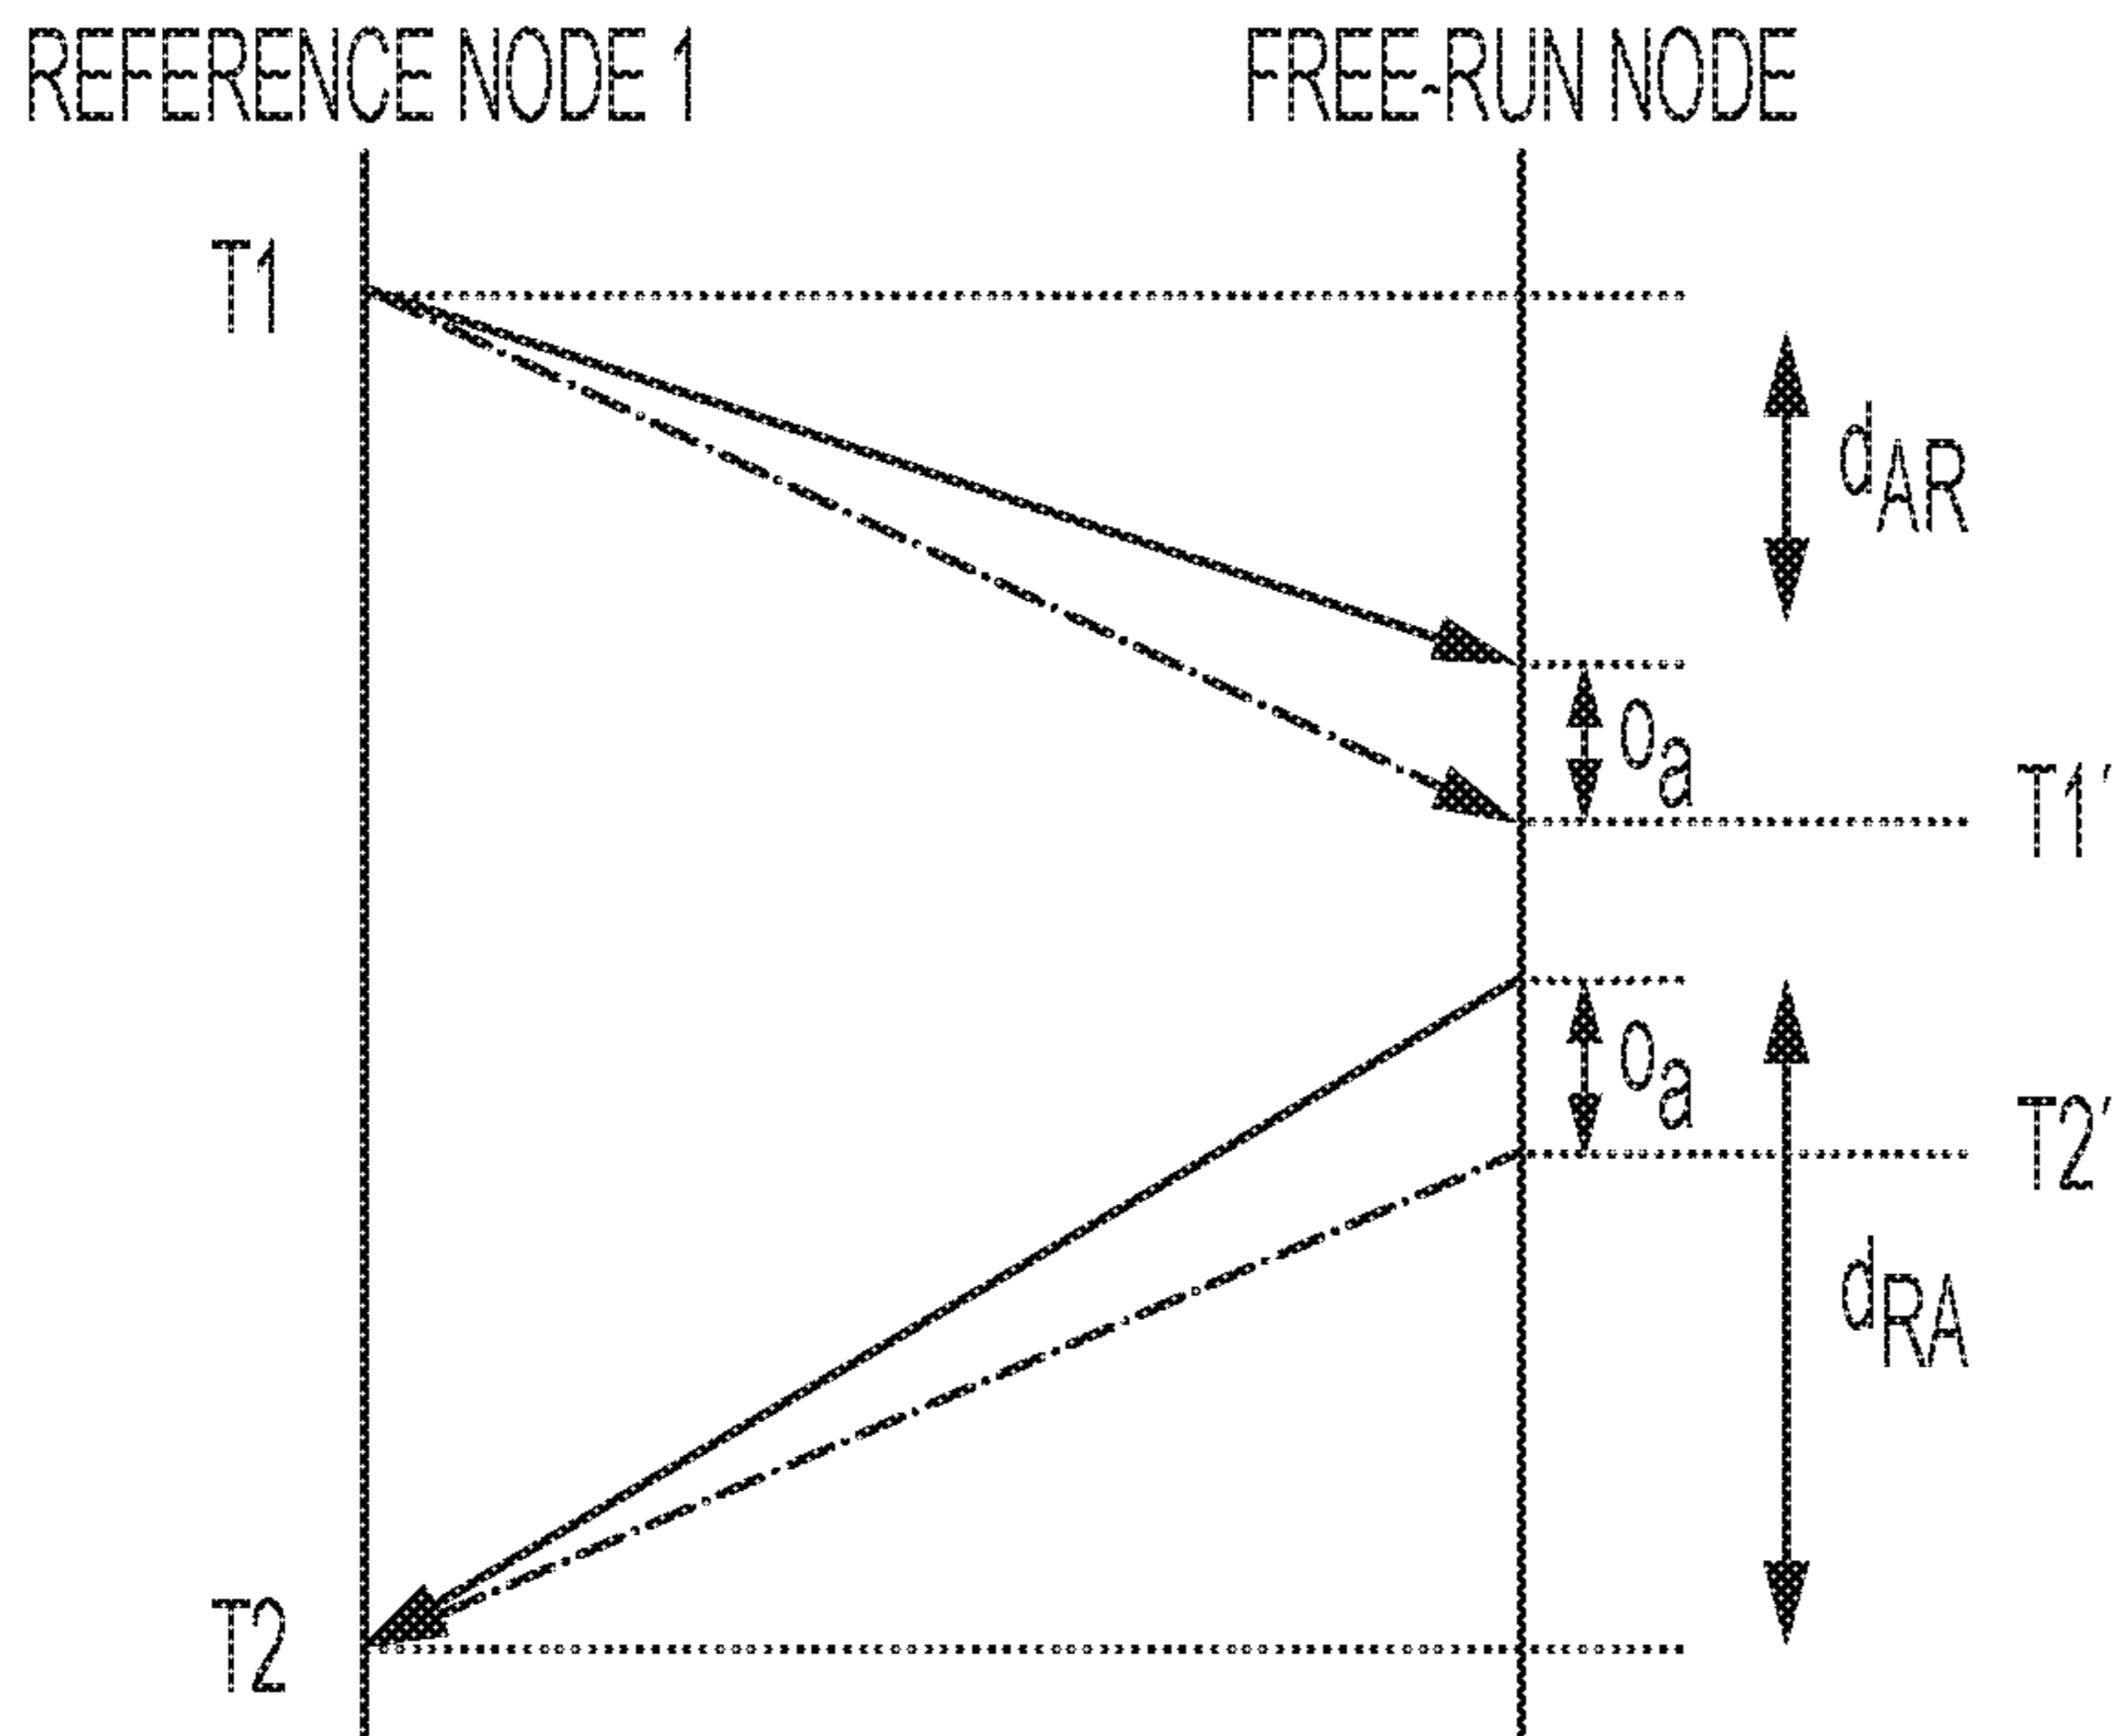 REFERENCE NODE 1
FREE-RUN NODE
T1
dAR
oa
T1′
oa
T2′
dRA
T2